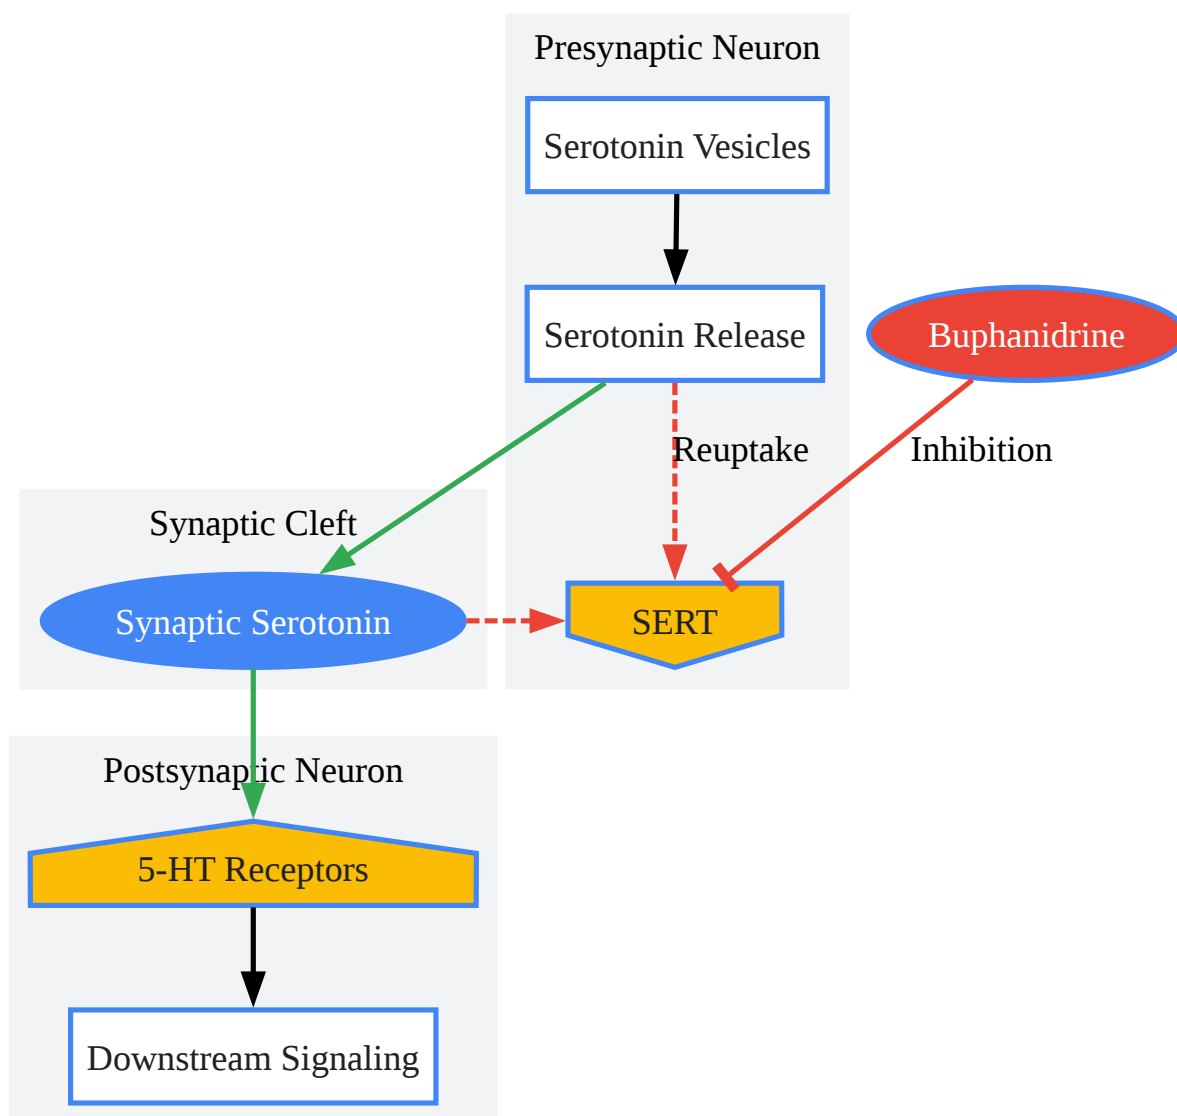 Presynaptic Neuron
Serotonin Vesicles
Serotonin Release
Buphanidrine
Reuptake
Inhibition
Synaptic Cleft
Synaptic Serotonin
SERT
Postsynaptic Neuron
5-HT Receptors
Downstream Signaling